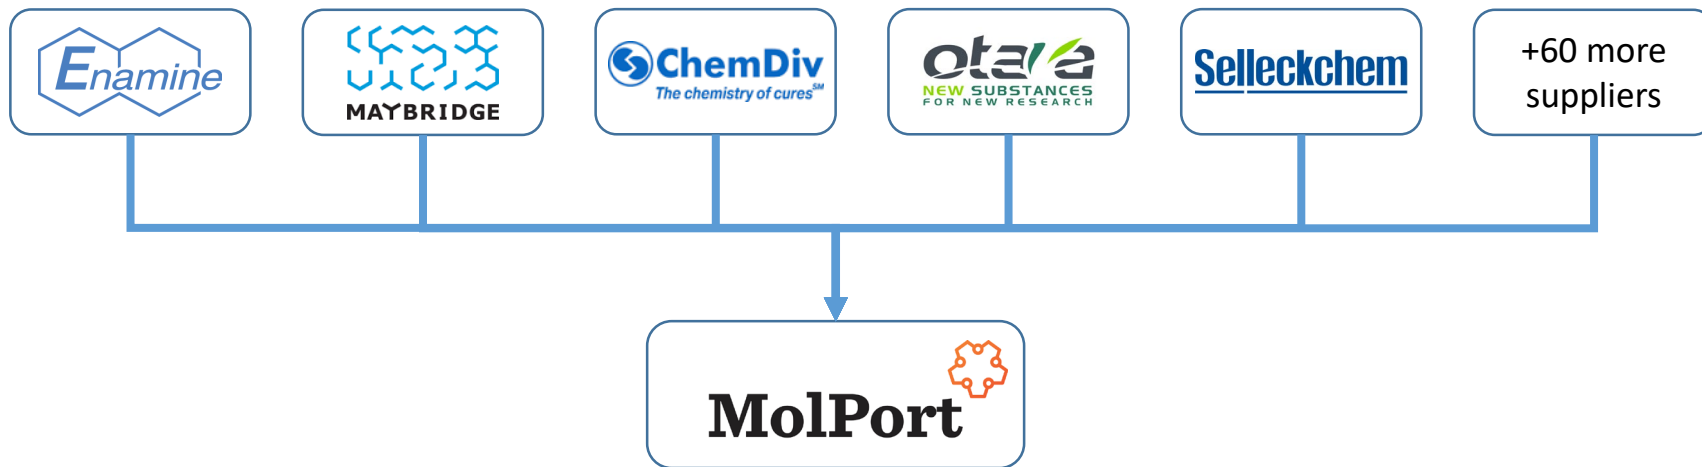 Enamine
MAYBRIDGE
ChemDiv
The chemistry of cures℠
otava
NEW SUBSTANCES
FOR NEW RESEARCH
Selleckchem
+60 more
suppliers
MolPort